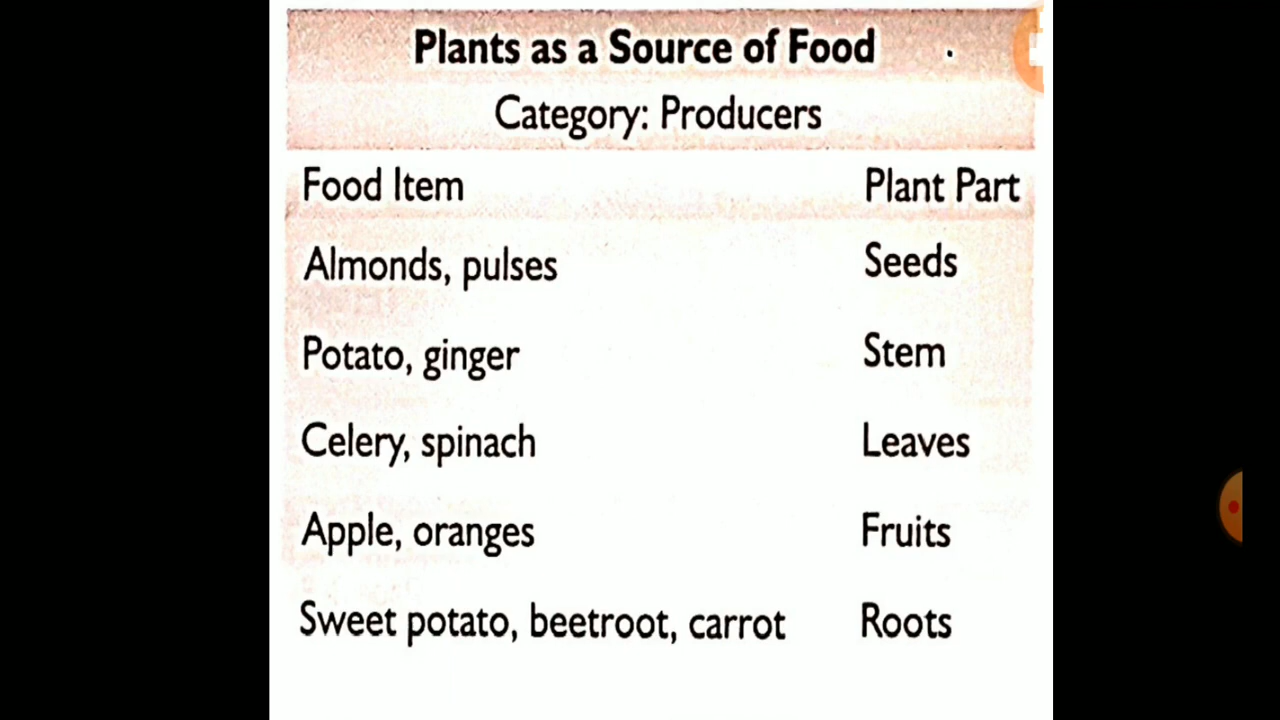 Plants as a Source of Food
Category: Producers
Food Item Plant Part
Almonds, pulses Seeds
Potato, ginger Stem
Celery, spinach Leaves
Apple, oranges Fruits
Sweet potato, beetroot, carrot Roots